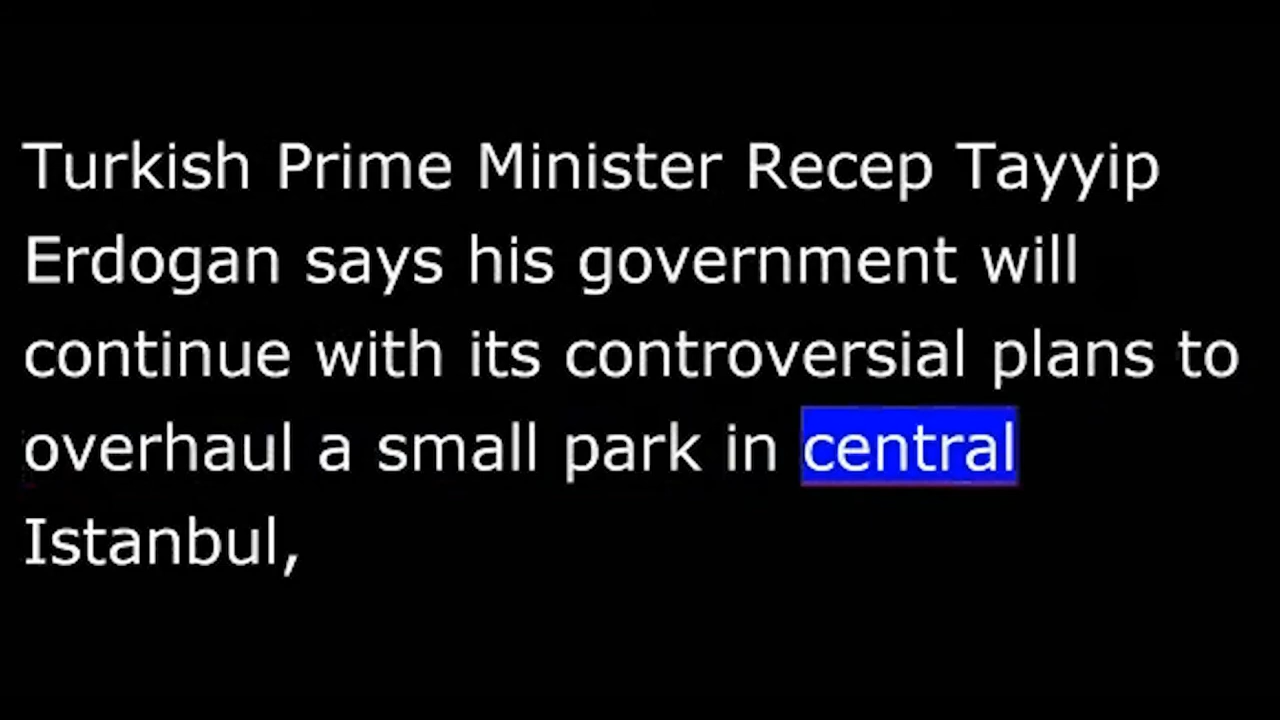 Turkish Prime Minister Recep Tayyip
Erdogan says his government will
continue with its controversial plans to
overhaul a small park in central
Istanbul,